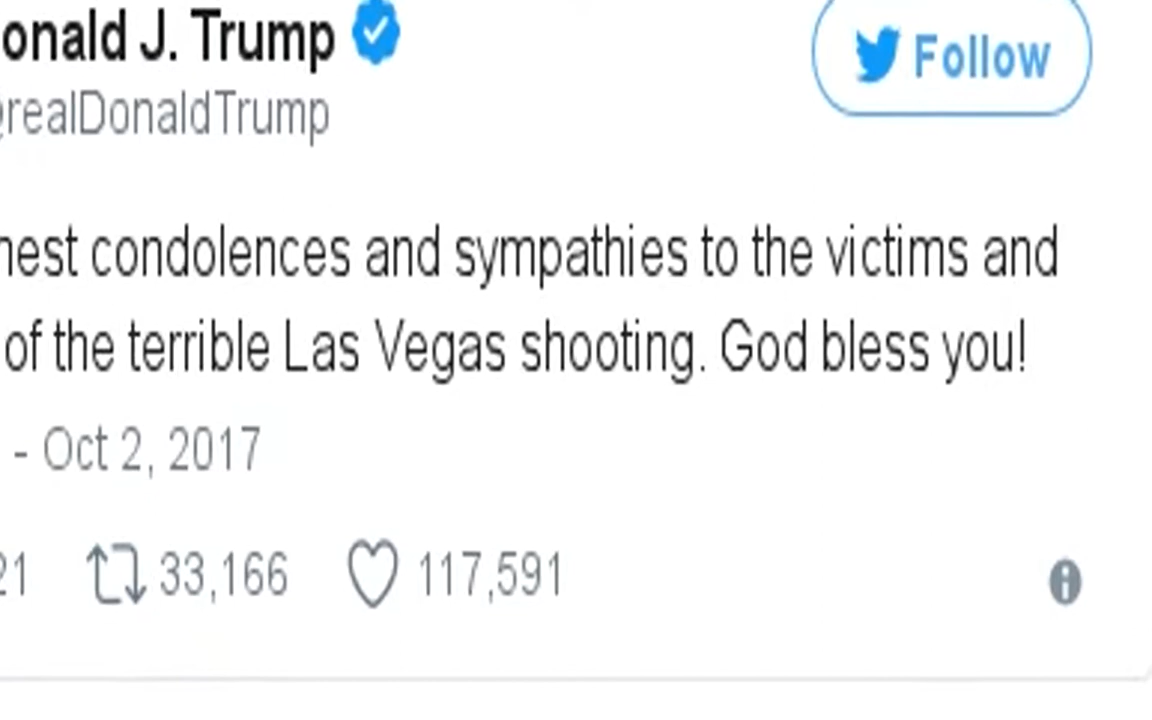 onald J. Trump
Follow
@realDonaldTrump
nest condolences and sympathies to the victims and
of the terrible Las Vegas shooting. God bless you!
- Oct 2, 2017
21 33,166 117,591